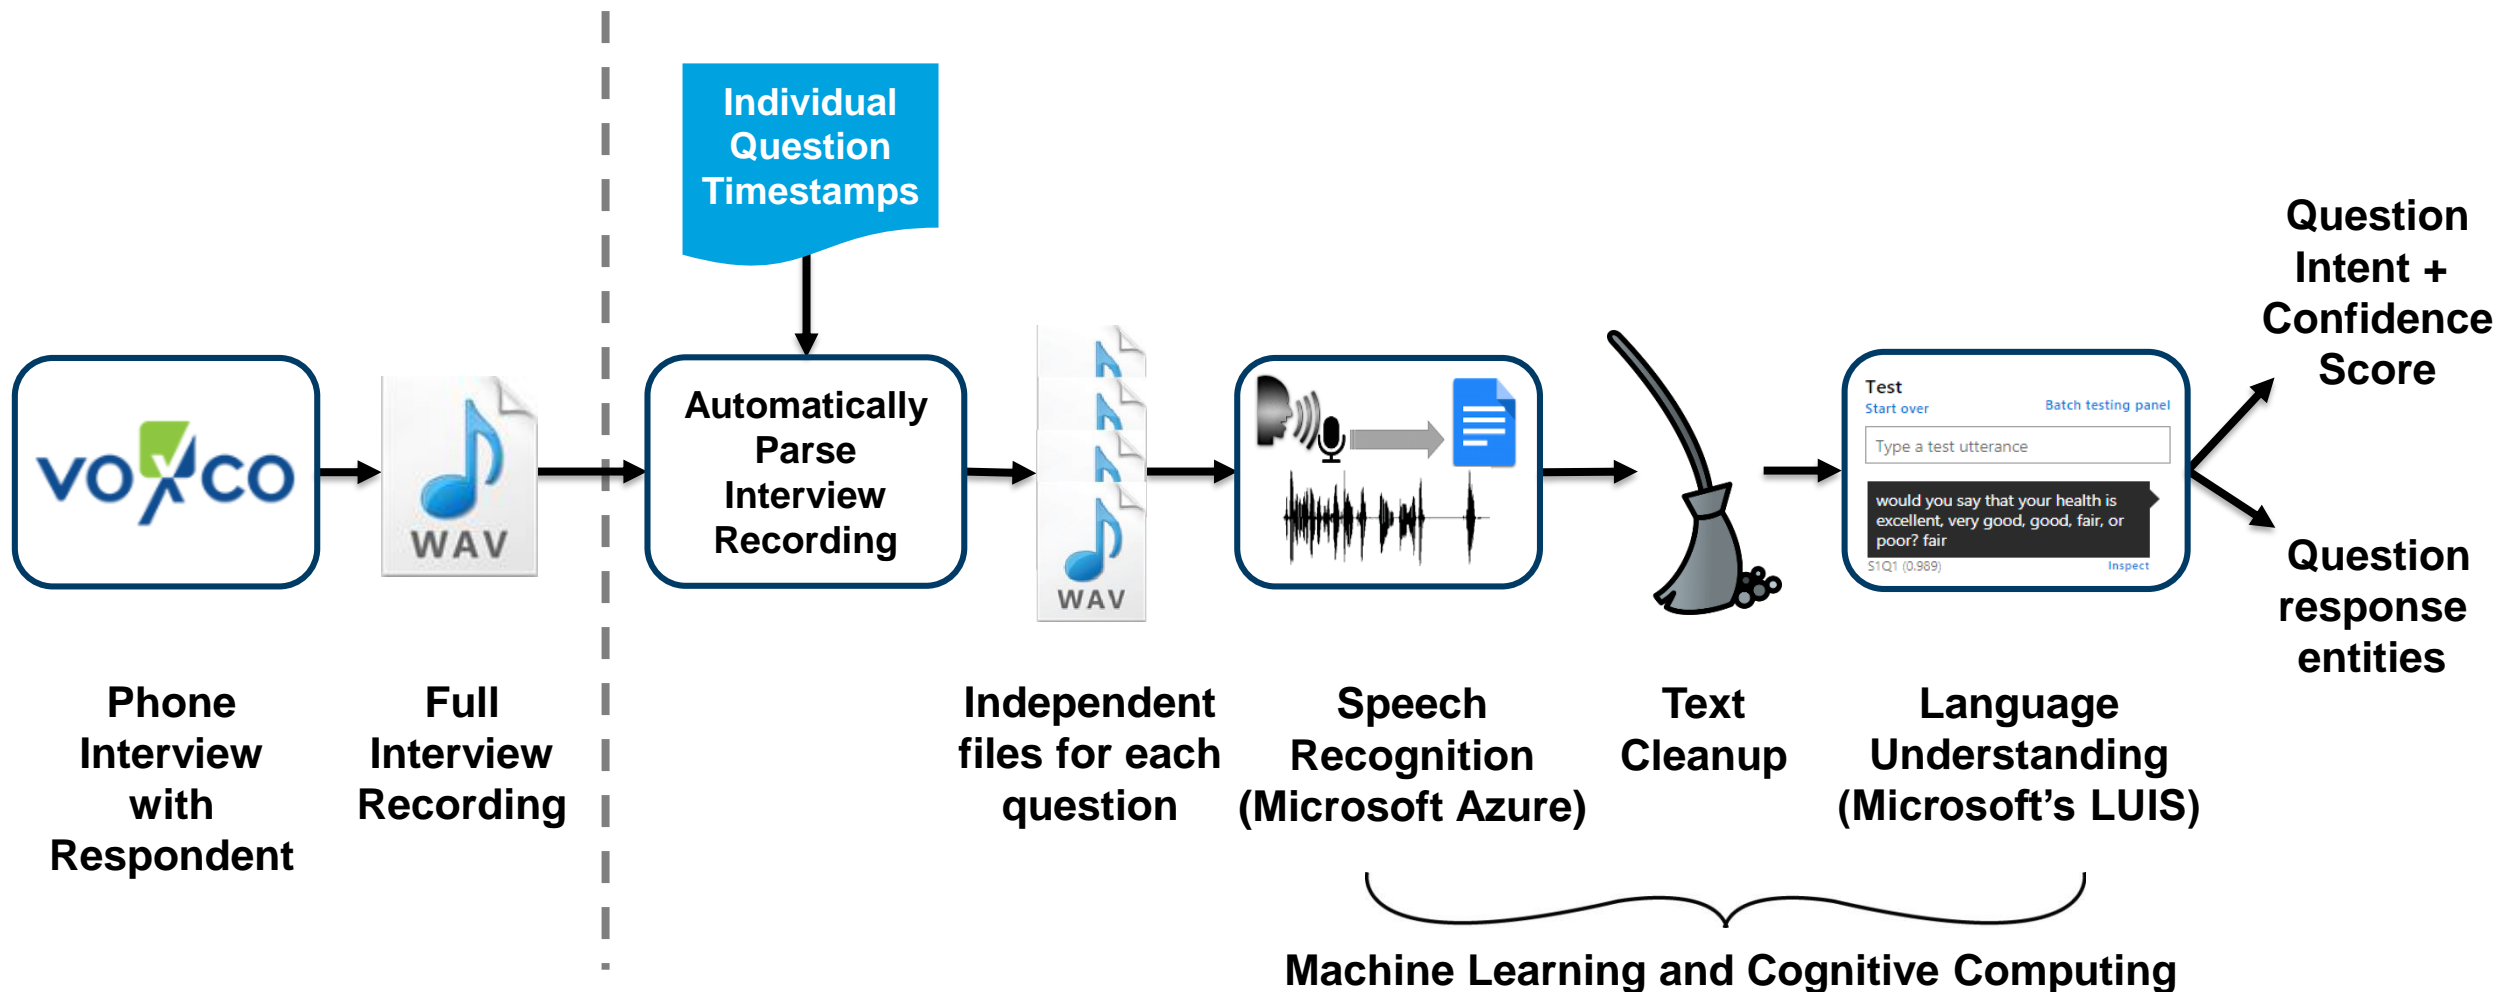 Individual
Question
Timestamps
voxco
WAV
Automatically
Parse
Interview
Recording
WAV
Test
Start over
Batch testing panel
Type a test utterance
would you say that your health is
excellent, very good, good, fair, or
poor? fair
S1Q1 (0.989)
Inspect
Question
Intent +
Confidence
Score
Question
response
entities
Phone
Interview
with
Respondent
Full
Interview
Recording
Independent
files for each
question
Speech
Recognition
(Microsoft Azure)
Text
Cleanup
Language
Understanding
(Microsoft’s LUIS)
Machine Learning and Cognitive Computing